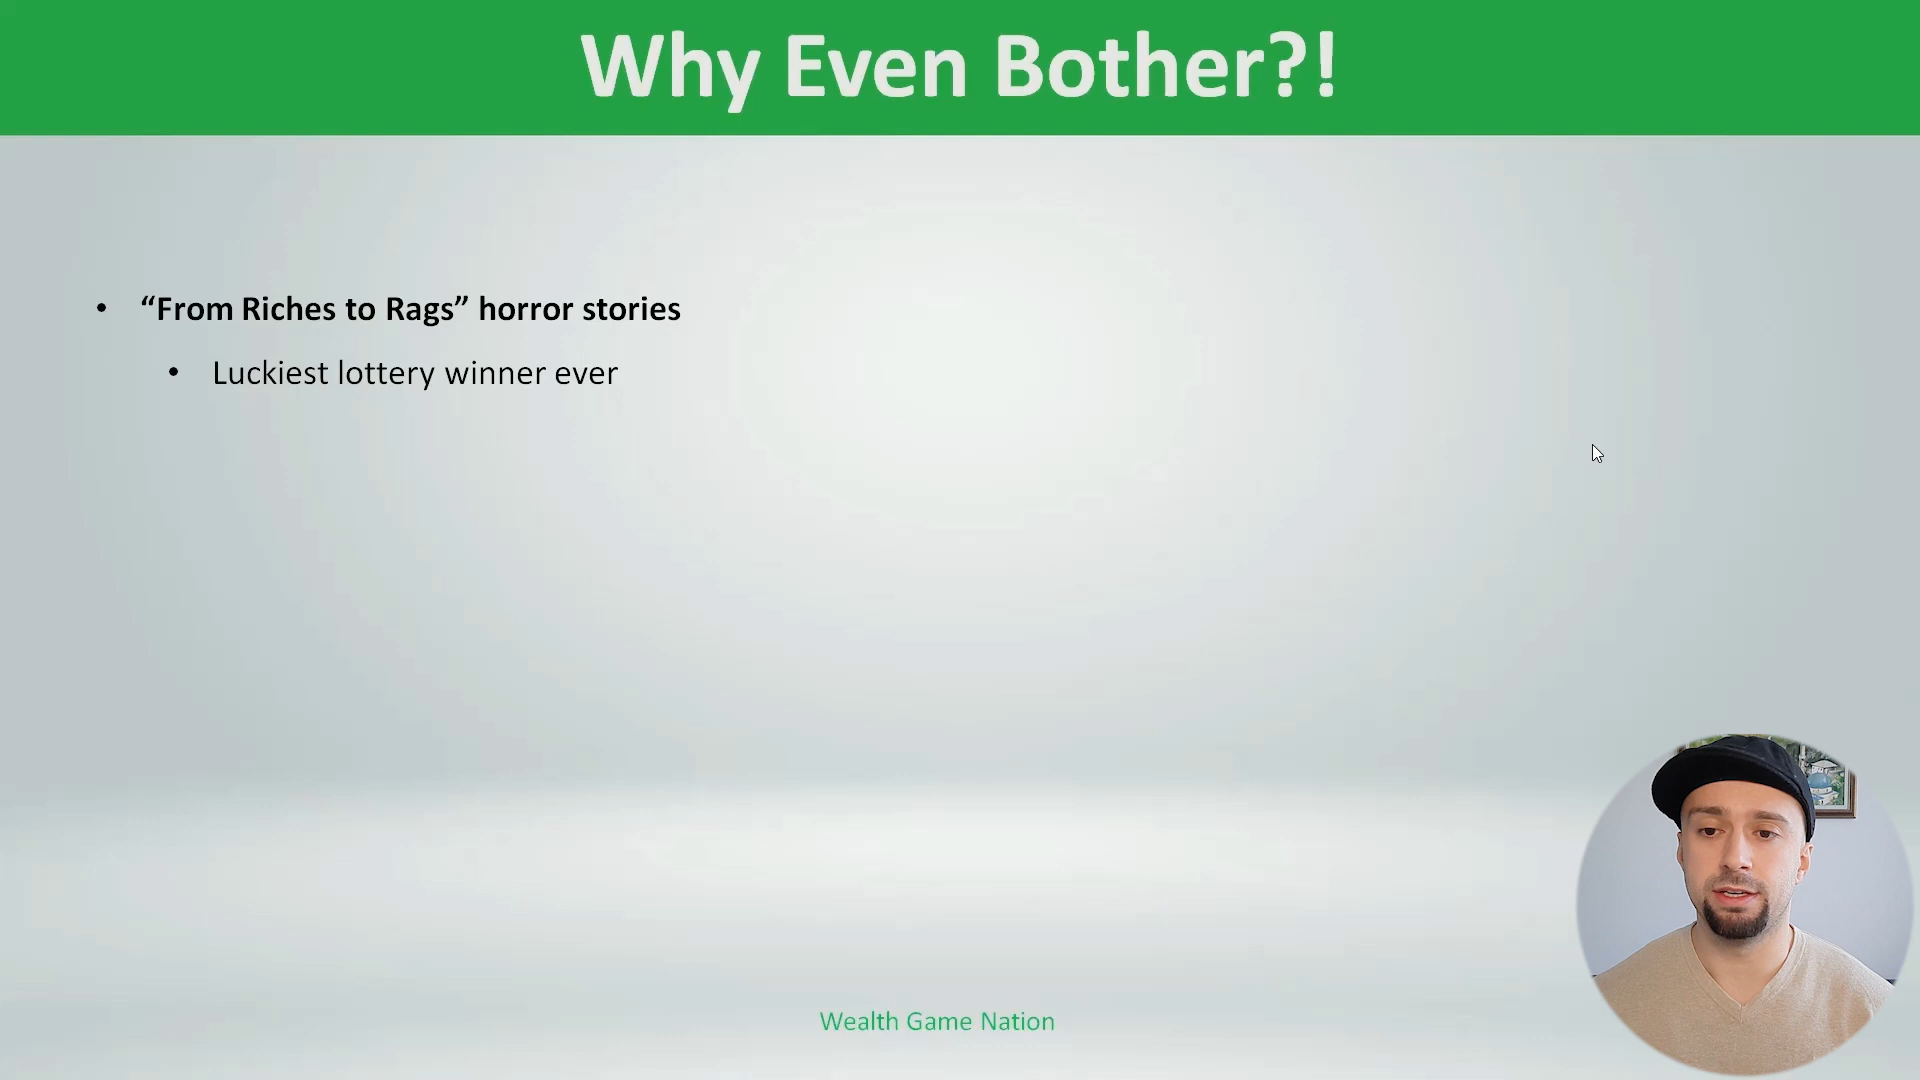 Why Even Bother?!
• “From Riches to Rags” horror stories
• Luckiest lottery winner ever
Wealth Game Nation